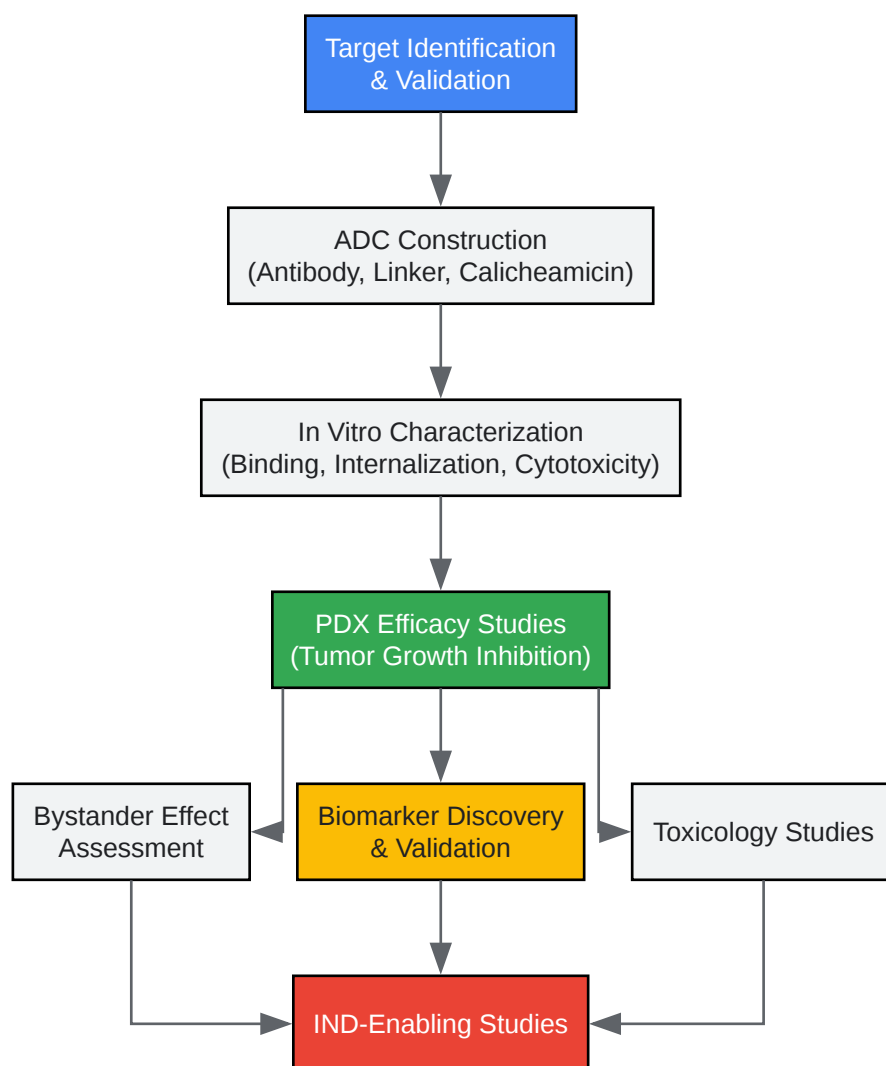 Target Identification
& Validation
ADC Construction
(Antibody, Linker, Calicheamicin)
In Vitro Characterization
(Binding, Internalization, Cytotoxicity)
PDX Efficacy Studies
(Tumor Growth Inhibition)
Bystander Effect
Assessment
Biomarker Discovery
& Validation
Toxicology Studies
IND-Enabling Studies